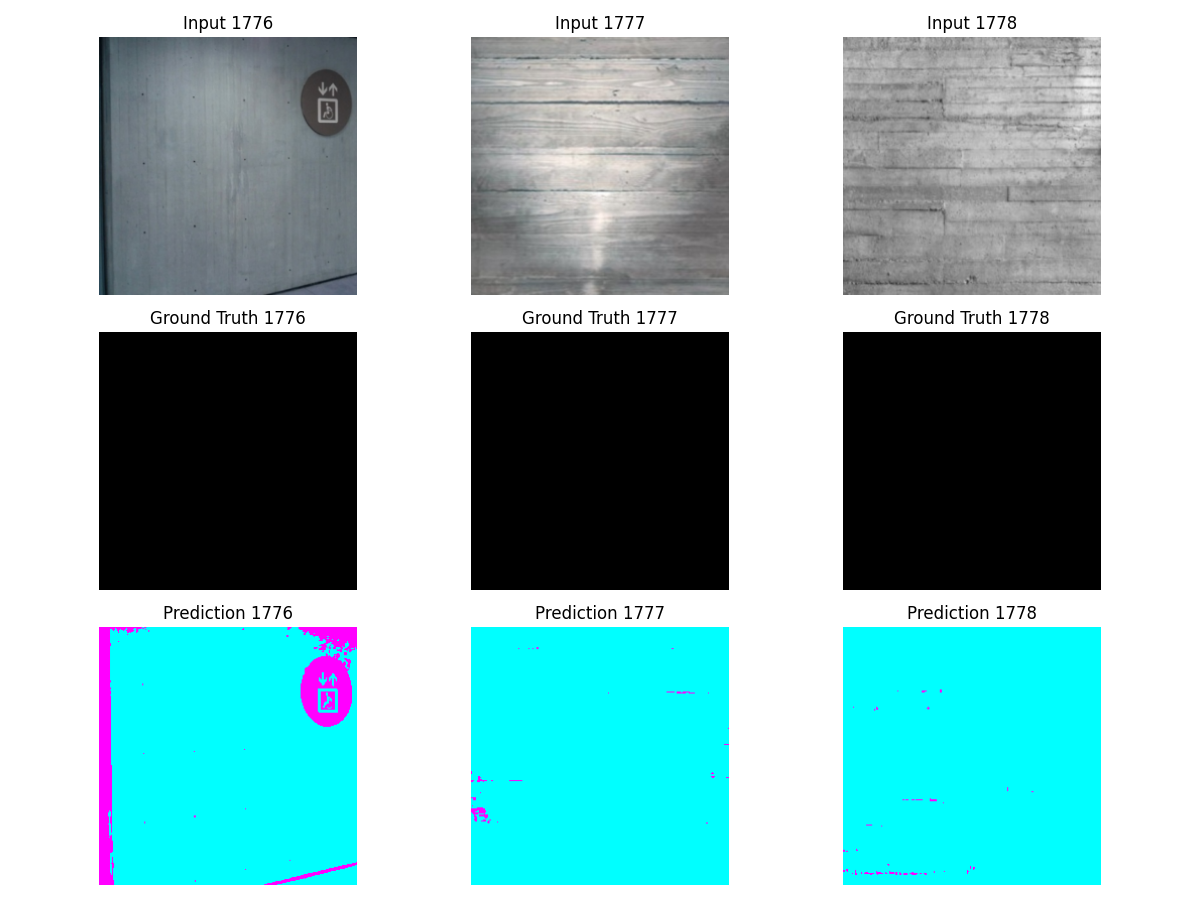 Input 1776
Input 1777
Input 1778
Ground Truth 1776
Ground Truth 1777
Ground Truth 1778
Prediction 1776
Prediction 1777
Prediction 1778